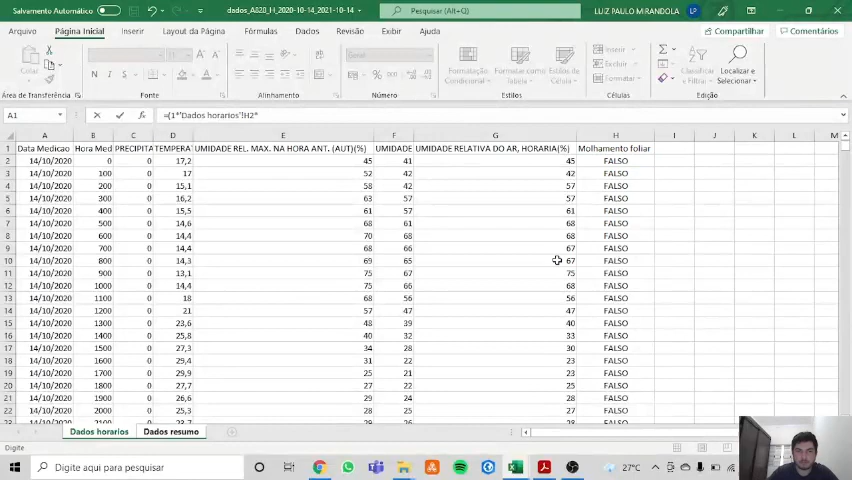 Salvamento Automático dados_A828_H_2020-10-14_2021-10-14 Pesquisar (Alt+Q) LUIZ PAULO MIRANDOLA LP
Arquivo Página Inicial Inserir Layout da Página Fórmulas Dados Revisão Exibir Ajuda Compartilhar Comentários
Colar Geral Formatação Condicional Formatar como Tabela Estilos de Célula Inserir Excluir Formatar Classificar e Filtrar Localizar e Selecionar
Área de Transferência Fonte Alinhamento Número Estilos Células Edição
A1 fx =(1*'Dados horarios'!H2*
A B C D E F G H I J K L M
1 Data Medicao Hora Med PRECIPITA TEMPERAT UMIDADE REL. MAX. NA HORA ANT. (AUT)(%) UMIDADE UMIDADE RELATIVA DO AR, HORARIA(%) Molhamento foliar
2 14/10/2020 0 0 17,2 45 41 45 FALSO
3 14/10/2020 100 0 17 52 42 42 FALSO
4 14/10/2020 200 0 15,1 58 42 57 FALSO
5 14/10/2020 300 0 16,2 63 57 57 FALSO
6 14/10/2020 400 0 15,5 61 57 61 FALSO
7 14/10/2020 500 0 14,6 68 61 68 FALSO
8 14/10/2020 600 0 14,4 70 68 68 FALSO
9 14/10/2020 700 0 14,4 68 66 67 FALSO
10 14/10/2020 800 0 14,3 69 65 67 FALSO
11 14/10/2020 900 0 13,1 75 67 75 FALSO
12 14/10/2020 1000 0 14,4 75 66 68 FALSO
13 14/10/2020 1100 0 18 68 56 56 FALSO
14 14/10/2020 1200 0 21 57 47 47 FALSO
15 14/10/2020 1300 0 23,6 48 39 40 FALSO
16 14/10/2020 1400 0 25,8 40 32 33 FALSO
17 14/10/2020 1500 0 27,3 34 28 30 FALSO
18 14/10/2020 1600 0 29,4 31 22 23 FALSO
19 14/10/2020 1700 0 29,9 25 21 23 FALSO
20 14/10/2020 1800 0 27,7 27 22 25 FALSO
21 14/10/2020 1900 0 26,6 29 24 28 FALSO
22 14/10/2020 2000 0 25,3 28 25 27 FALSO
Dados horarios Dados resumo
Digite
Digite aqui para pesquisar 27°C